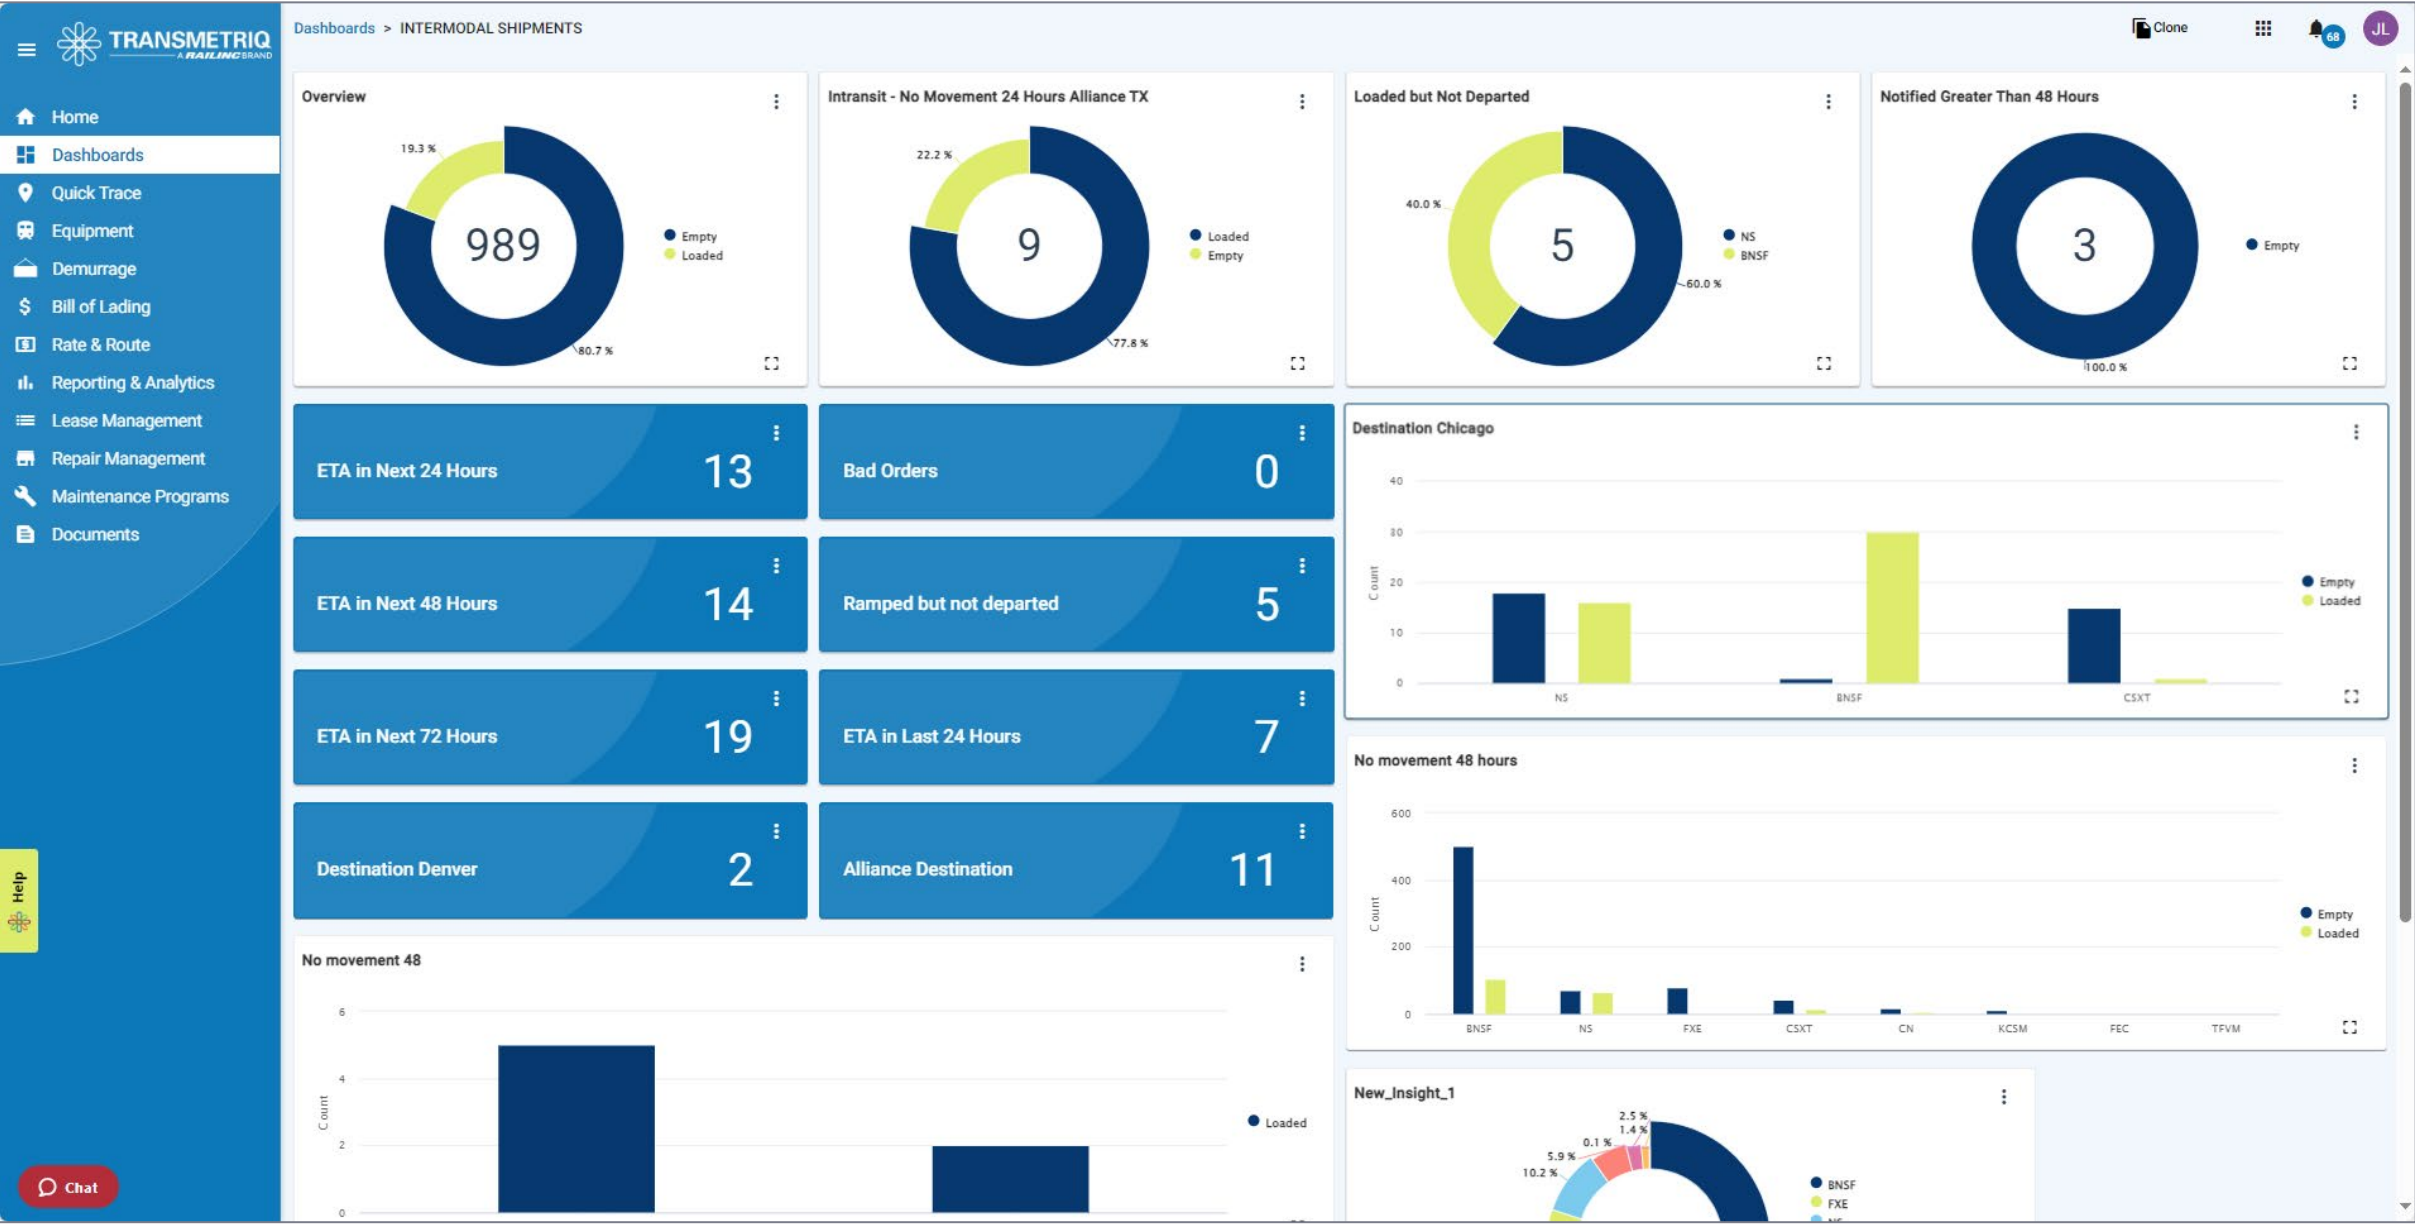 TRANSMETRIQ
A RAILINC BRAND
Home
Dashboards
Quick Trace
Equipment
Demurrage
Bill of Lading
Rate & Route
Reporting & Analytics
Lease Management
Repair Management
Maintenance Programs
Documents
Help
Chat
Dashboards > INTERMODAL SHIPMENTS
Clone
68
JL
Overview
19.3 %
989
80.7 %
Empty
Loaded
Intransit - No Movement 24 Hours Alliance TX
22.2 %
9
77.8 %
Loaded
Empty
Loaded but Not Departed
40.0 %
5
60.0 %
NS
BNSF
Notified Greater Than 48 Hours
3
100.0 %
Empty
ETA in Next 24 Hours 13
Bad Orders 0
ETA in Next 48 Hours 14
Ramped but not departed 5
ETA in Next 72 Hours 19
ETA in Last 24 Hours 7
Destination Denver 2
Alliance Destination 11
Destination Chicago
40
30
20
10
0
Count
NS BNSF CSXT
Empty
Loaded
No movement 48 hours
600
400
200
0
Count
BNSF NS FXE CSXT CN KCSM FEC TFVM
Empty
Loaded
No movement 48
6
4
2
0
Count
Loaded
New_Insight_1
2.5 %
1.4 %
0.1 %
5.9 %
10.2 %
BNSF
FXE